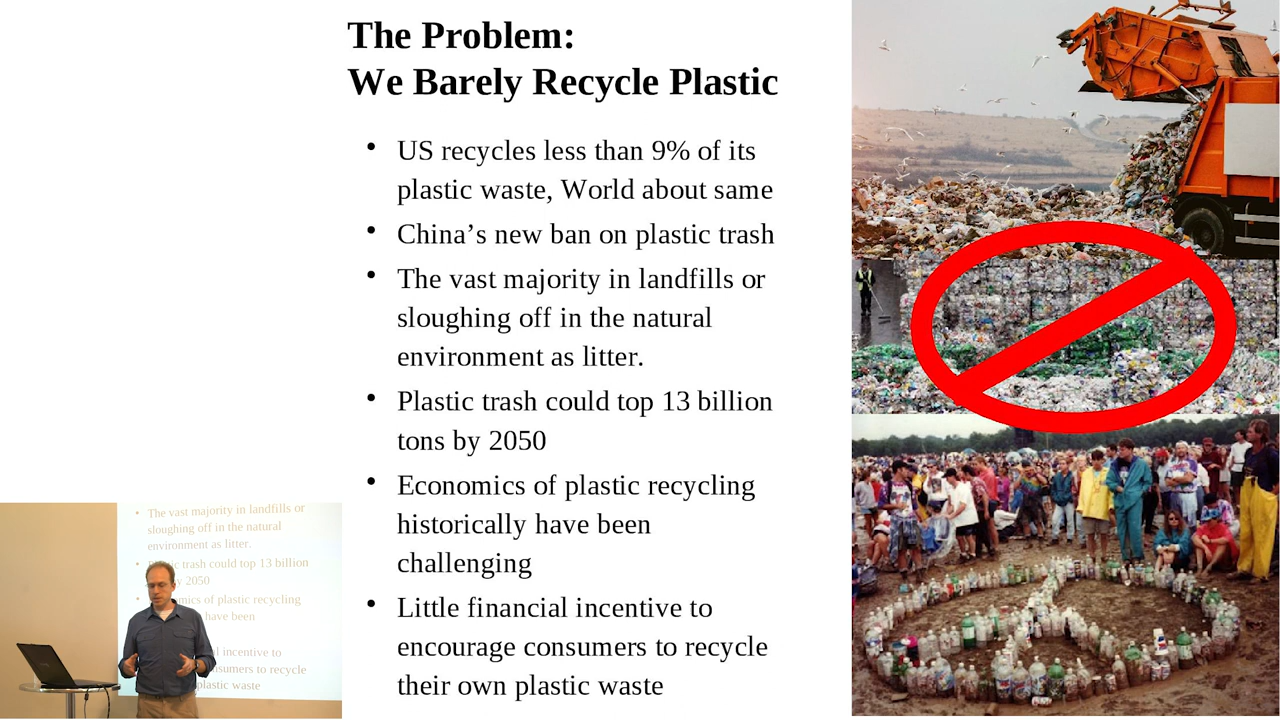 The Problem:
We Barely Recycle Plastic
• US recycles less than 9% of its
plastic waste, World about same
• China’s new ban on plastic trash
• The vast majority in landfills or
sloughing off in the natural
environment as litter.
• Plastic trash could top 13 billion
tons by 2050
• Economics of plastic recycling
historically have been
challenging
• Little financial incentive to
encourage consumers to recycle
their own plastic waste
• The vast majority in landfills or
sloughing off in the natural
environment as litter.
trash could top 13 billion
2050
of plastic recycling
have been
incentive to
to recycle
plastic waste